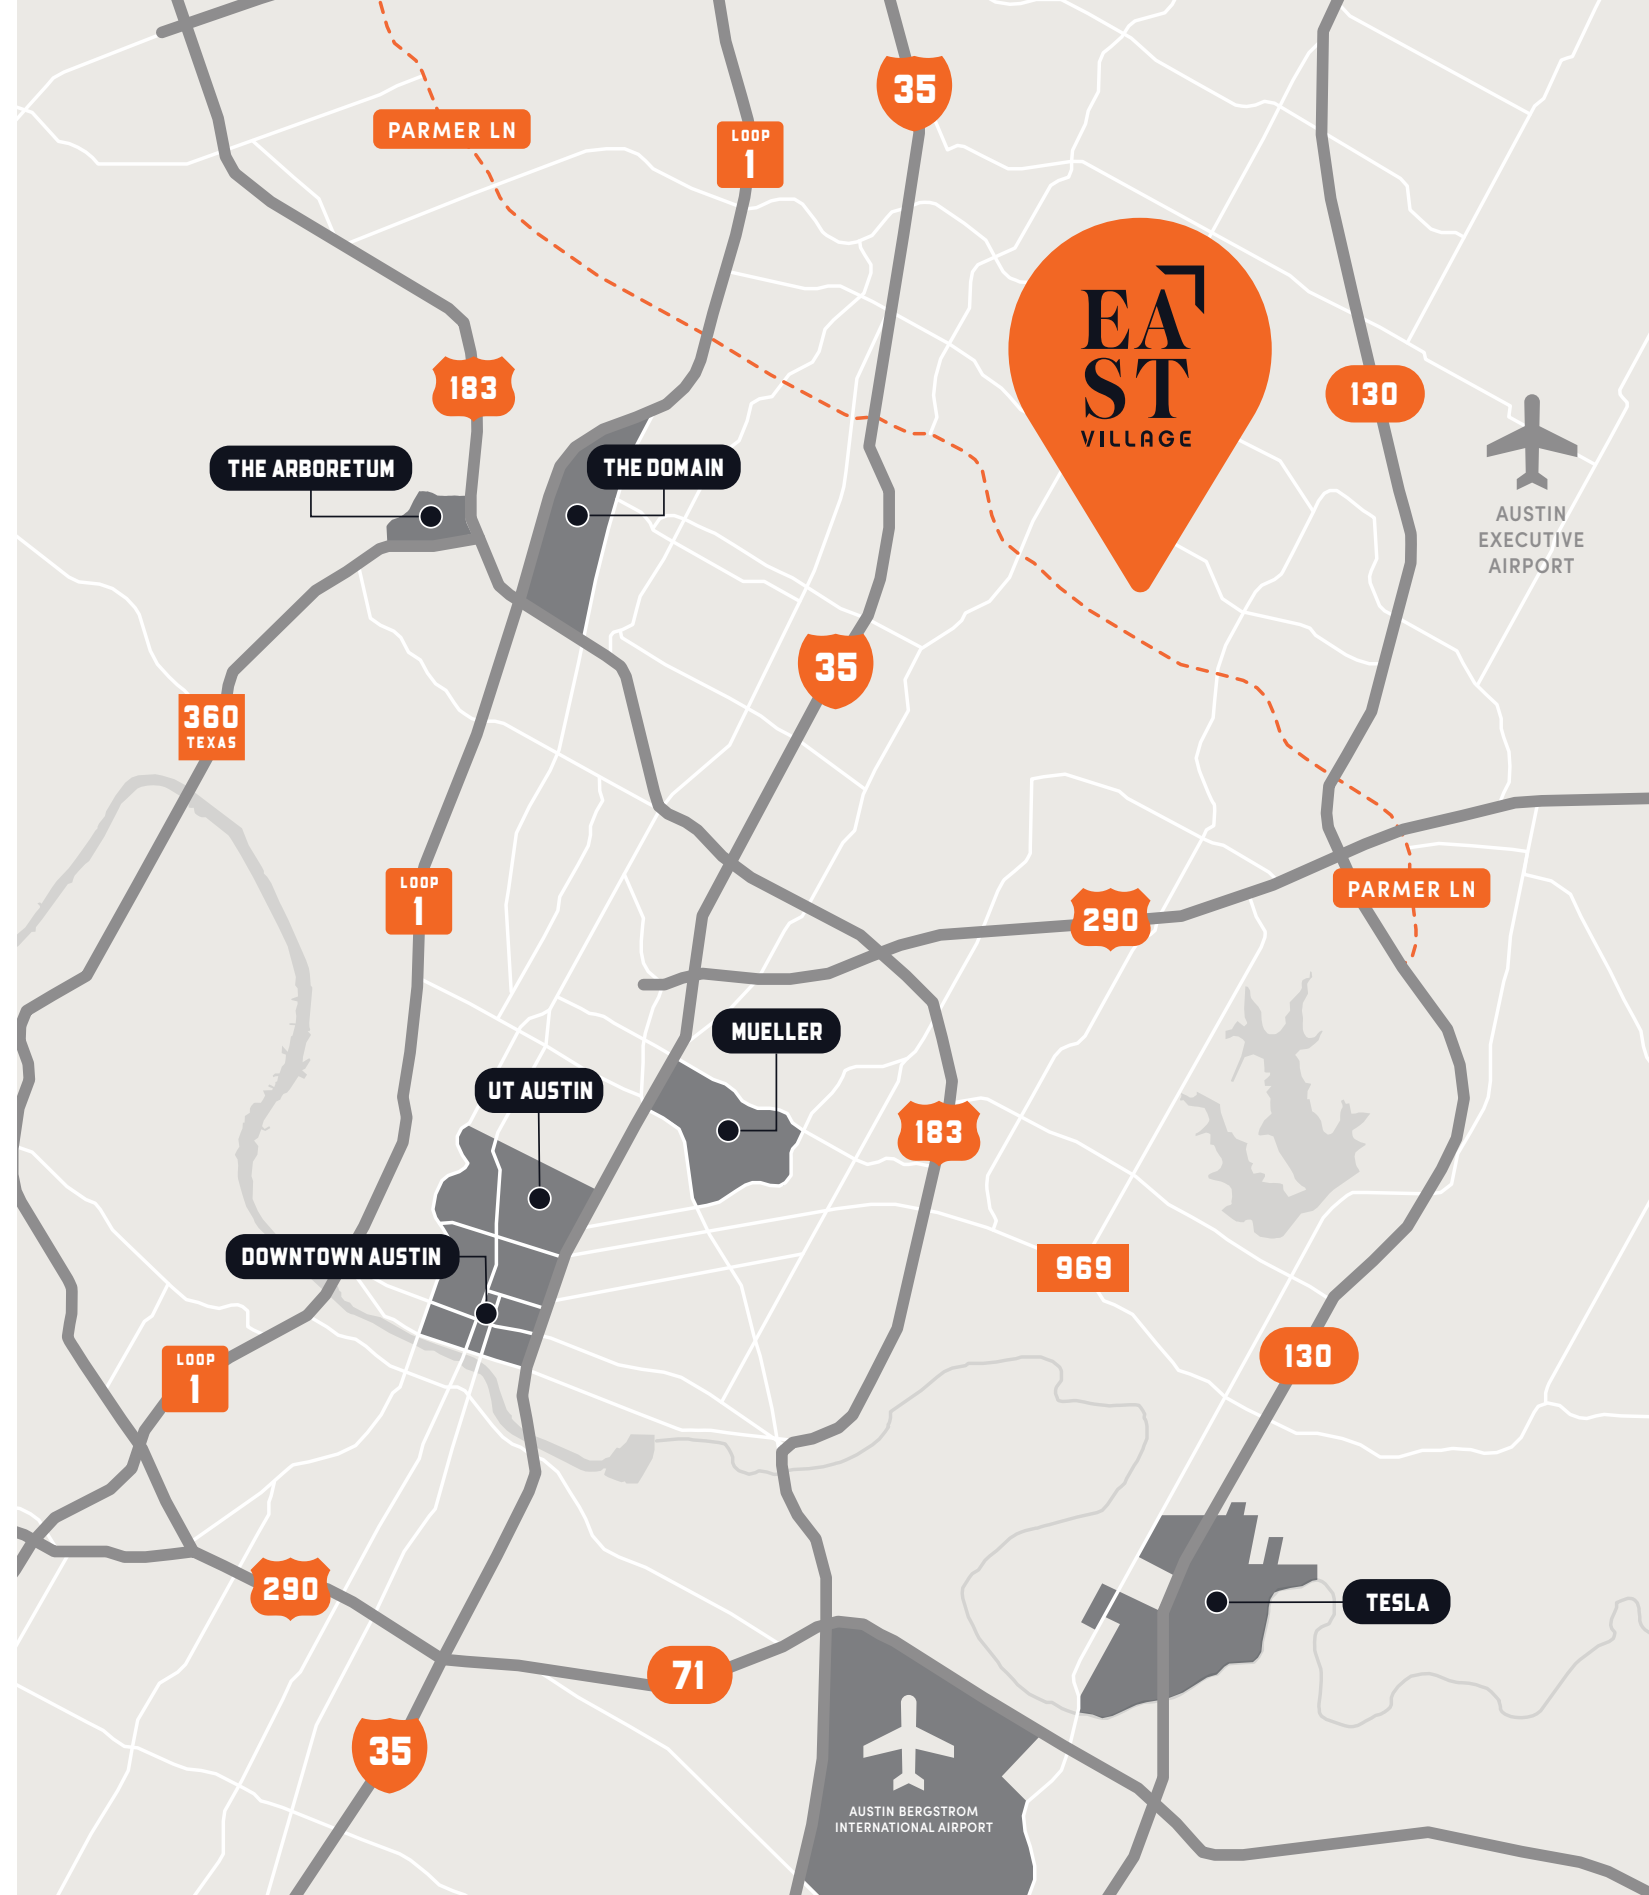 35
PARMER LN
LOOP
1
EA
ST
VILLAGE
183
130
THE ARBORETUM
THE DOMAIN
AUSTIN
EXECUTIVE
AIRPORT
35
360
TEXAS
LOOP
1
PARMER LN
290
MUELLER
UT AUSTIN
183
DOWNTOWN AUSTIN
969
130
LOOP
1
290
TESLA
71
35
AUSTIN BERGSTROM
INTERNATIONAL AIRPORT